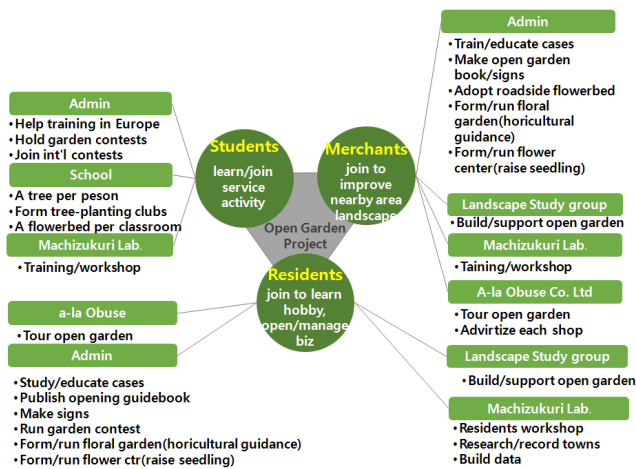 Admin
•Train/educate cases
•Make open garden
book/signs
•Adopt roadside flowerbed
•Form/run floral
garden(horicultural
guidance)
•Form/run flower
center(raise seedling)
Admin
•Help training in Europe
•Hold garden contests
•Join int'l contests
School
•A tree per peson
•Form tree-planting clubs
•A flowerbed per classroom
Machizukuri Lab.
•Training/workshop
Students
learn/join
service
activity
Merchants
join to
improve
nearby area
landscape
Open Garden
Project
Residents
join to learn
hobby,
open/manage
biz
Landscape Study group
•Build/support open garden
Machizukuri Lab.
•Taining/workshop
A-la Obuse Co. Ltd
•Tour open garden
•Advirtize each shop
Landscape Study group
•Build/support open garden
Machizukuri Lab.
•Residents workshop
•Research/record towns
•Build data
a-la Obuse
•Tour open garden
Admin
•Study/educate cases
•Publish opening guidebook
•Make signs
•Run garden contest
•Form/run floral garden(horicultural guidance)
•Form/run flower ctr(raise seedling)